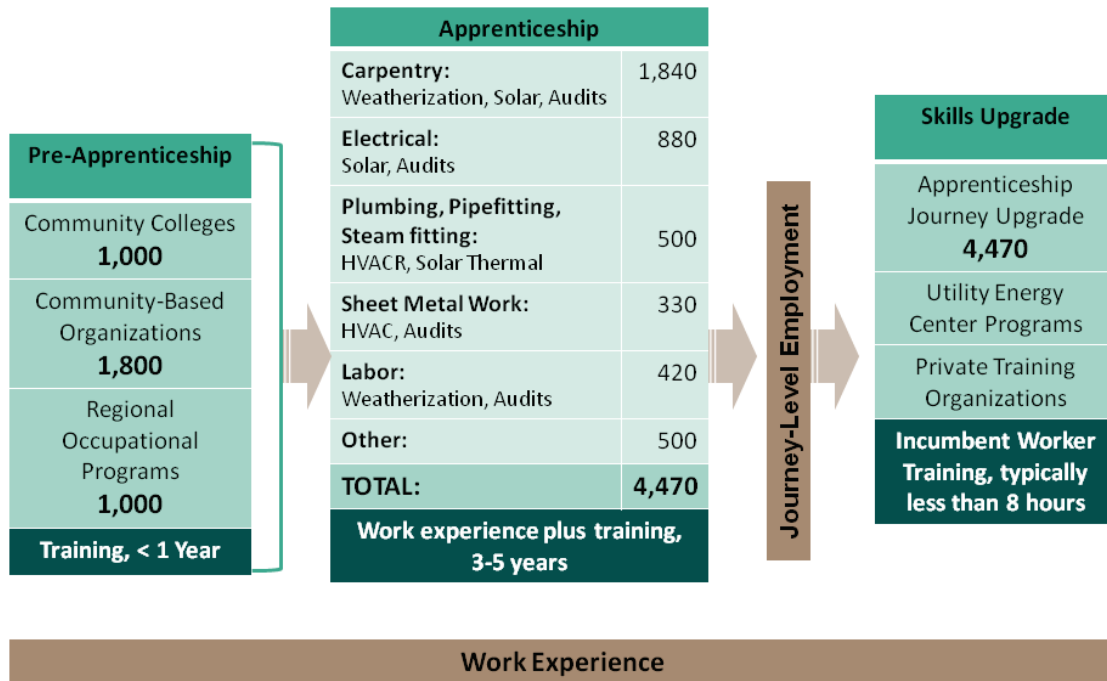 Pre-Apprenticeship
Community Colleges
1,000
Community-Based
Organizations
1,800
Regional
Occupational
Programs
1,000
Training, < 1 Year
Apprenticeship
Carpentry: 1,840
Weatherization, Solar, Audits
Electrical: 880
Solar, Audits
Plumbing, Pipefitting,
Steam fitting: 500
HVACR, Solar Thermal
Sheet Metal Work: 330
HVAC, Audits
Labor: 420
Weatherization, Audits
Other: 500
TOTAL: 4,470
Work experience plus training,
3-5 years
Journey-Level Employment
Skills Upgrade
Apprenticeship
Journey Upgrade
4,470
Utility Energy
Center Programs
Private Training
Organizations
Incumbent Worker
Training, typically
less than 8 hours
Work Experience